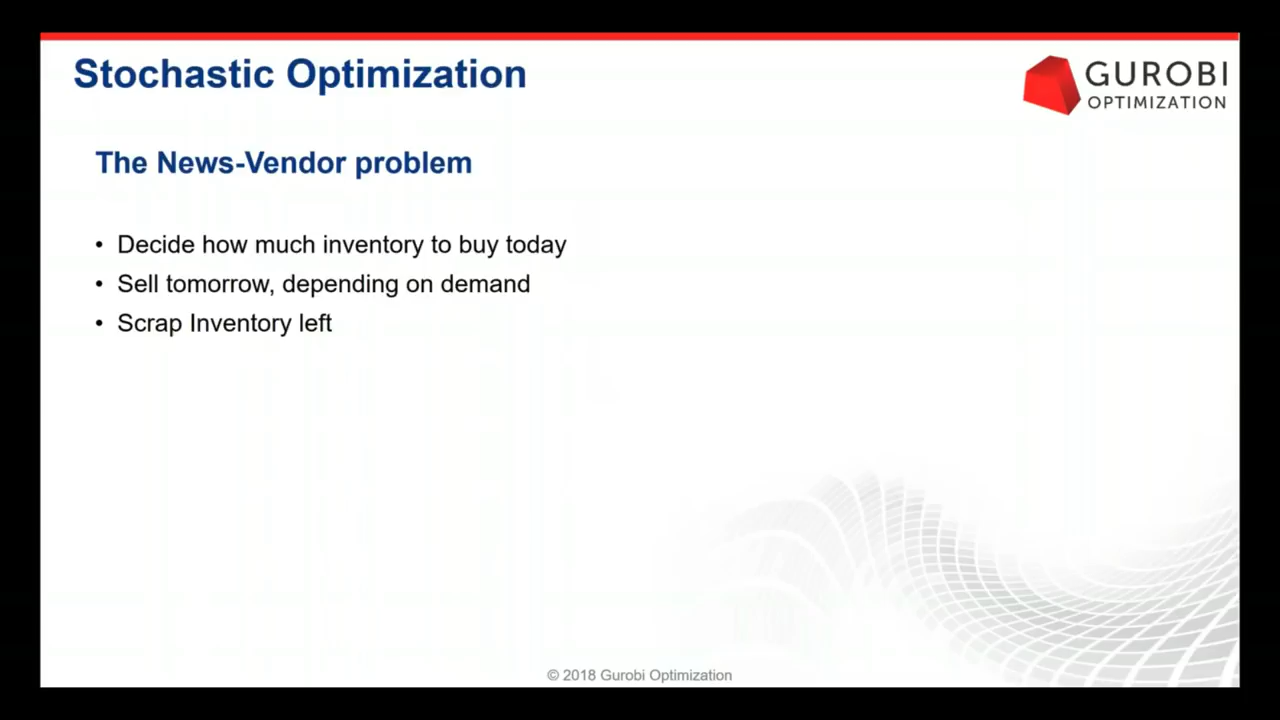 Stochastic Optimization
GUROBI
OPTIMIZATION
The News-Vendor problem
• Decide how much inventory to buy today
• Sell tomorrow, depending on demand
• Scrap Inventory left
© 2018 Gurobi Optimization